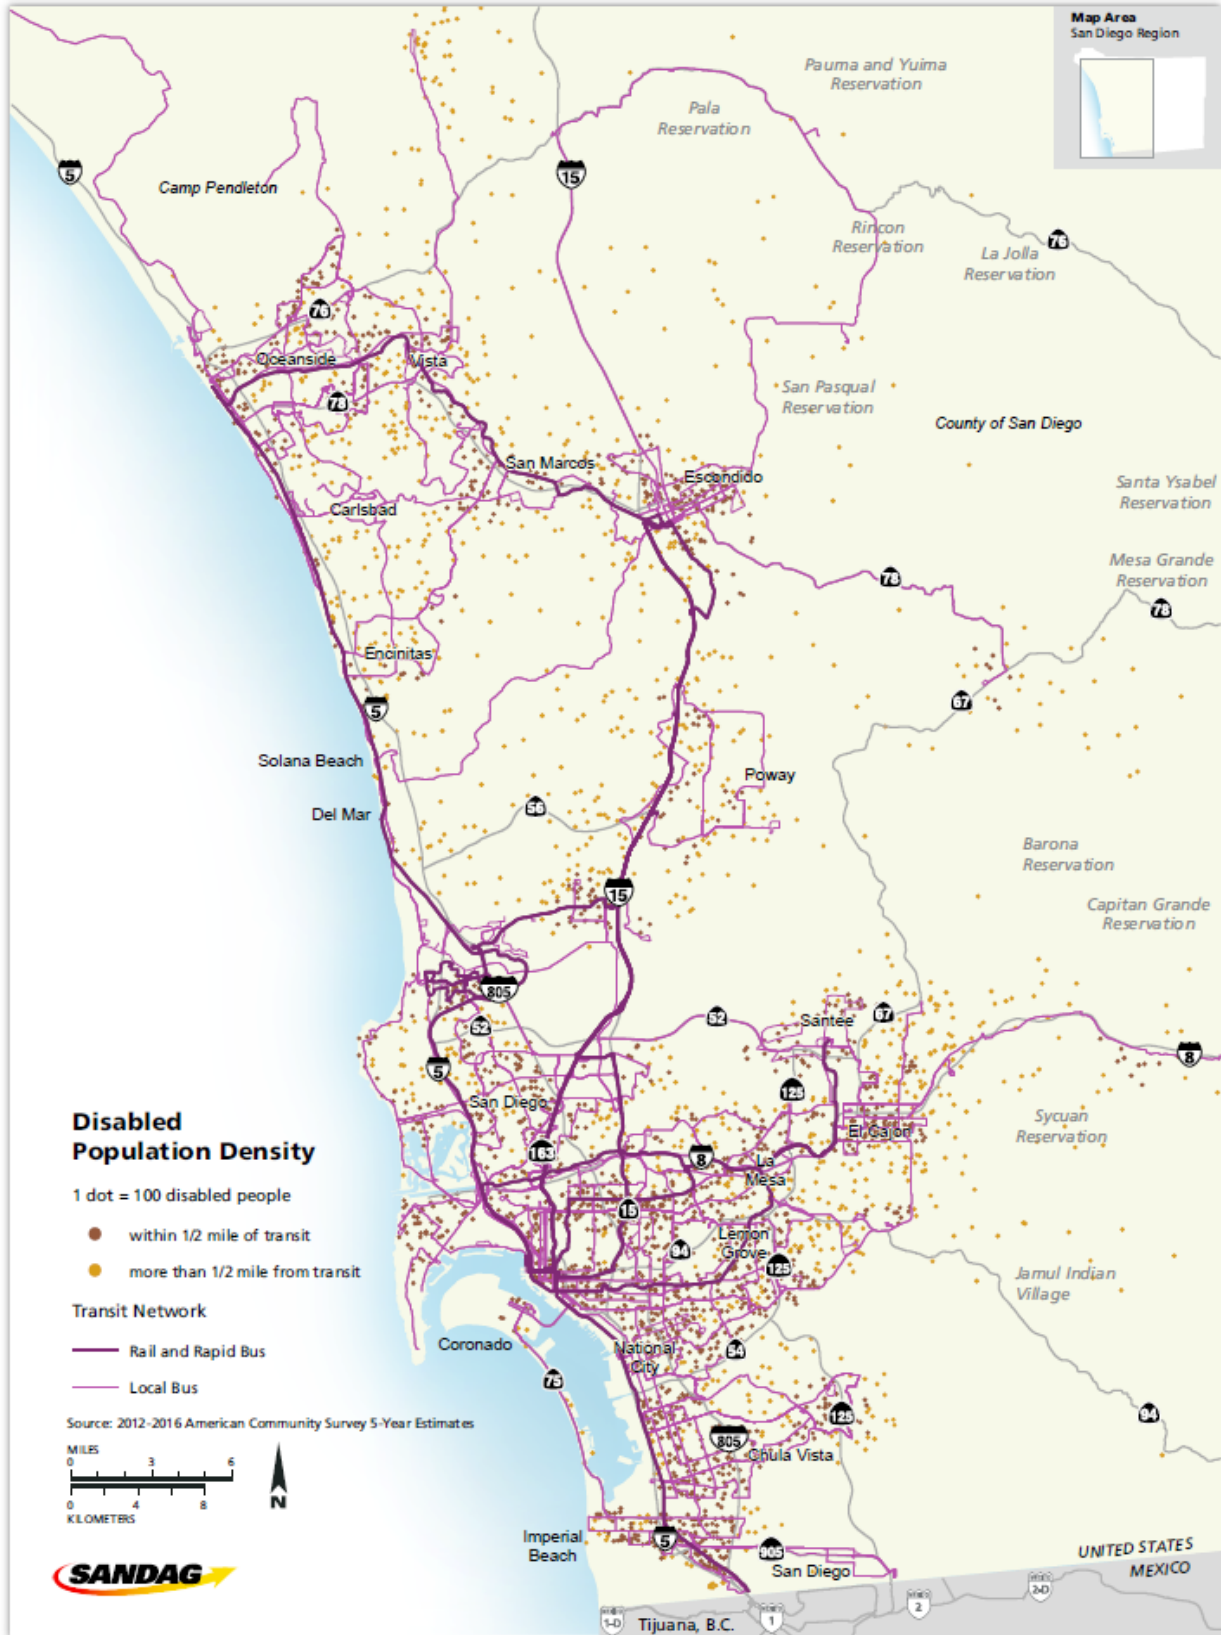 Map Area
San Diego Region
Pauma and Yuima
Reservation
Pala
Reservation
5
15
Camp Pendleton
Rincon
Reservation
76
La Jolla
Reservation
76
Oceanside
Vista
78
San Pasqual
Reservation
County of San Diego
San Marcos
Escondido
Santa Ysabel
Reservation
Carlsbad
Mesa Grande
Reservation
78
78
Encinitas
67
5
Solana Beach
Poway
56
Del Mar
Barona
Reservation
15
Capitan Grande
Reservation
805
52
52
Santee
67
5
8
125
San Diego
Sycuan
Reservation
El Cajon
163
8
La
Mesa
15
94
Lemon
Grove
125
Jamul Indian
Village
Coronado
National
City
54
75
125
94
805
Chula Vista
Imperial
Beach
5
905
San Diego
UNITED STATES
MEXICO
1-D
Tijuana, B.C.
1
2
2-D
Disabled
Population Density
1 dot = 100 disabled people
within 1/2 mile of transit
more than 1/2 mile from transit
Transit Network
Rail and Rapid Bus
Local Bus
Source: 2012-2016 American Community Survey 5-Year Estimates
MILES
0 3 6
0 4 8
KILOMETERS
N
SANDAG